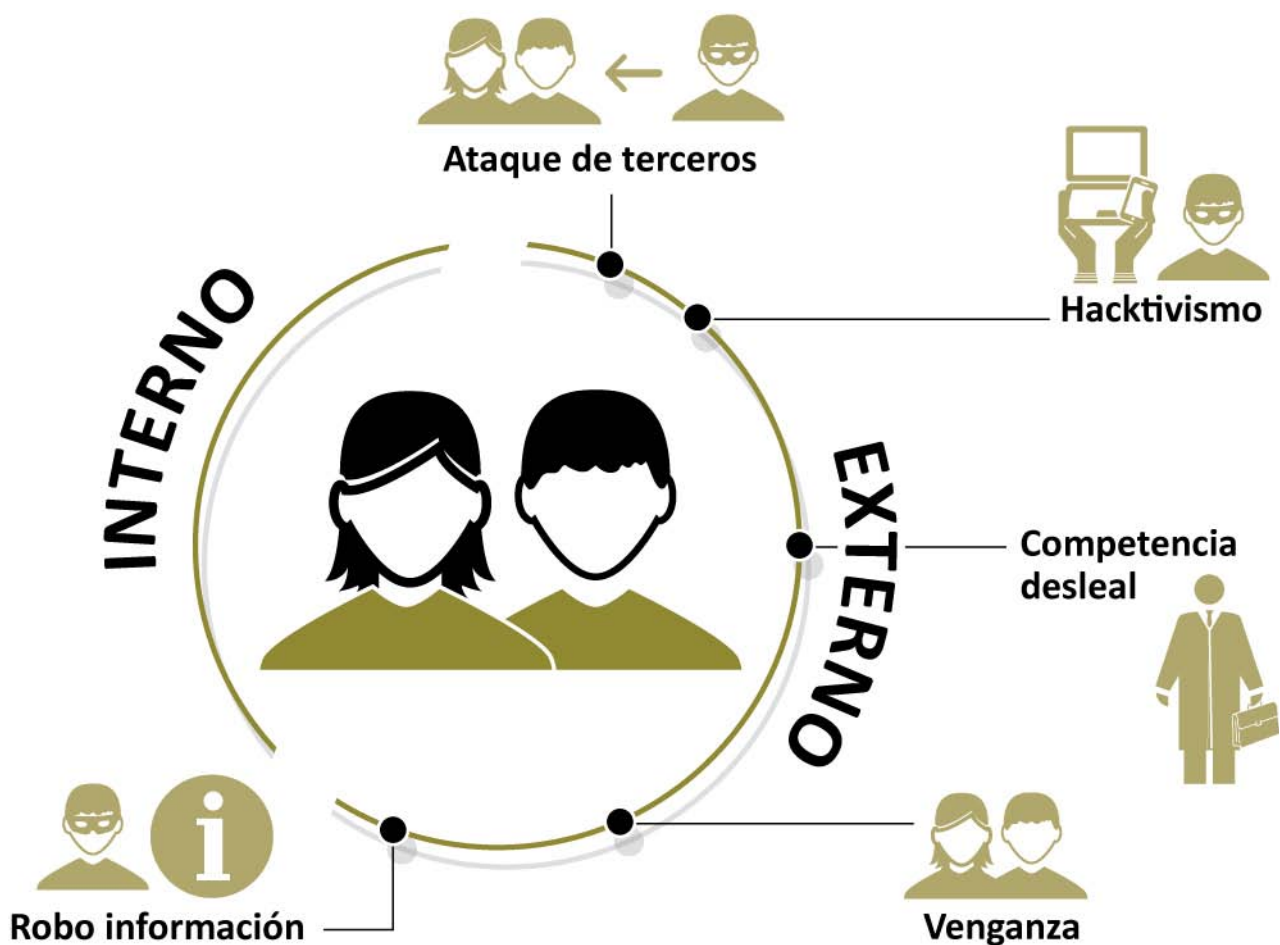 Ataque de terceros
Hacktivismo
INTERNO
EXTERNO
Competencia
desleal
i
Robo información
Venganza